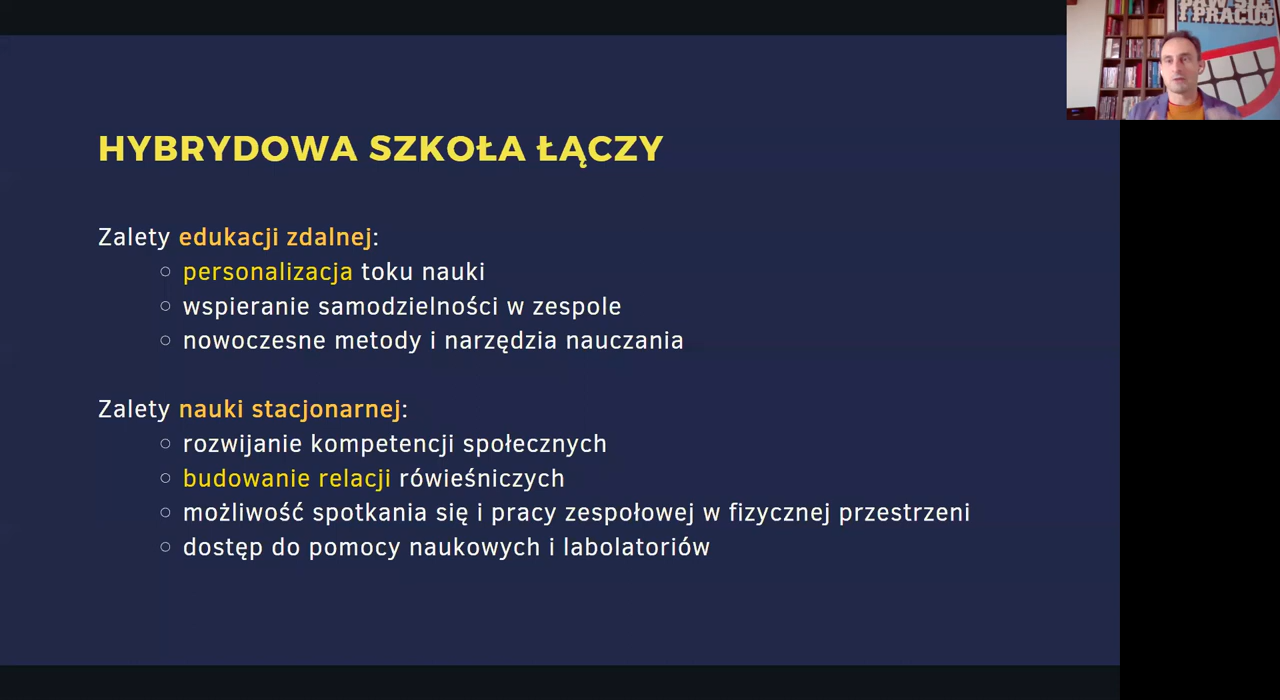 HYBRYDOWA SZKOŁA ŁĄCZY
Zalety edukacji zdalnej:
personalizacja toku nauki
wspieranie samodzielności w zespole
nowoczesne metody i narzędzia nauczania
Zalety nauki stacjonarnej:
rozwijanie kompetencji społecznych
budowanie relacji rówieśniczych
możliwość spotkania się i pracy zespołowej w fizycznej przestrzeni
dostęp do pomocy naukowych i labolatoriów
I PRACUJ